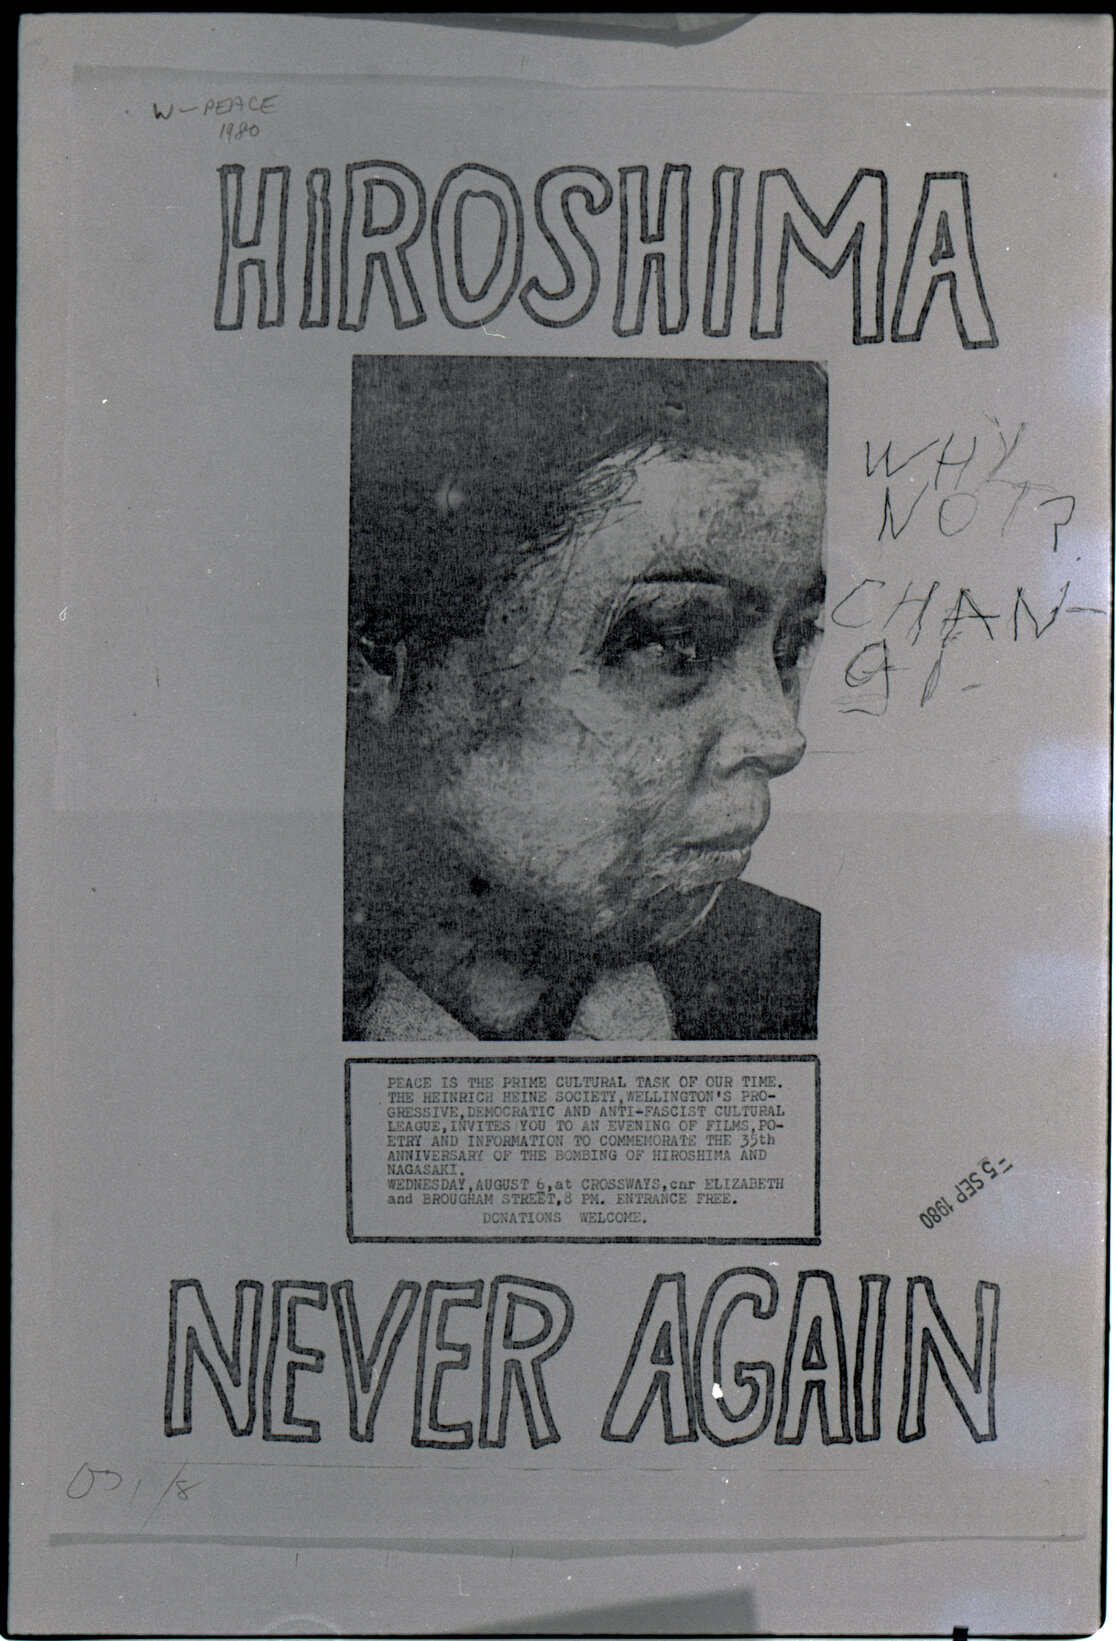 W-PEACE
1980
HIROSHIMA
WHY
NOT?
CHAN-
gi-
PEACE IS THE PRIME CULTURAL TASK OF OUR TIME.
THE HEINRICH HEINE SOCIETY,WELLINGTON'S PRO-
GRESSIVE,DEMOCRATIC AND ANTI-FASCIST CULTURAL
LEAGUE,INVITES YOU TO AN EVENING OF FILMS,PO-
ETRY AND INFORMATION TO COMMEMORATE THE 35th
ANNIVERSARY OF THE BOMBING OF HIROSHIMA AND
NAGASAKI.
WEDNESDAY,AUGUST 6,at CROSSWAYS,cnr ELIZABETH
and BROUGHAM STREET,8 PM. ENTRANCE FREE.
DONATIONS WELCOME.
-5 SEP 1980
NEVER AGAIN